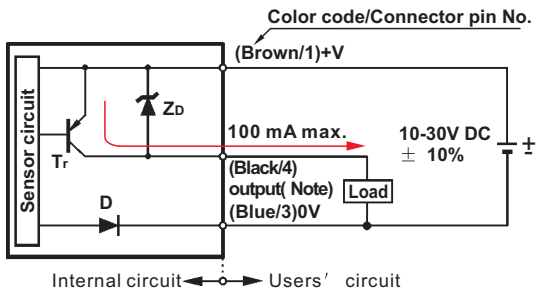 Color code/Connector pin No.
(Brown/1)+V
Sensor circuit
ZD
Tr
100 mA max.
10-30V DC
± 10%
±
(Black/4)
output( Note)
Load
D
(Blue/3)0V
Internal circuit
Users' circuit